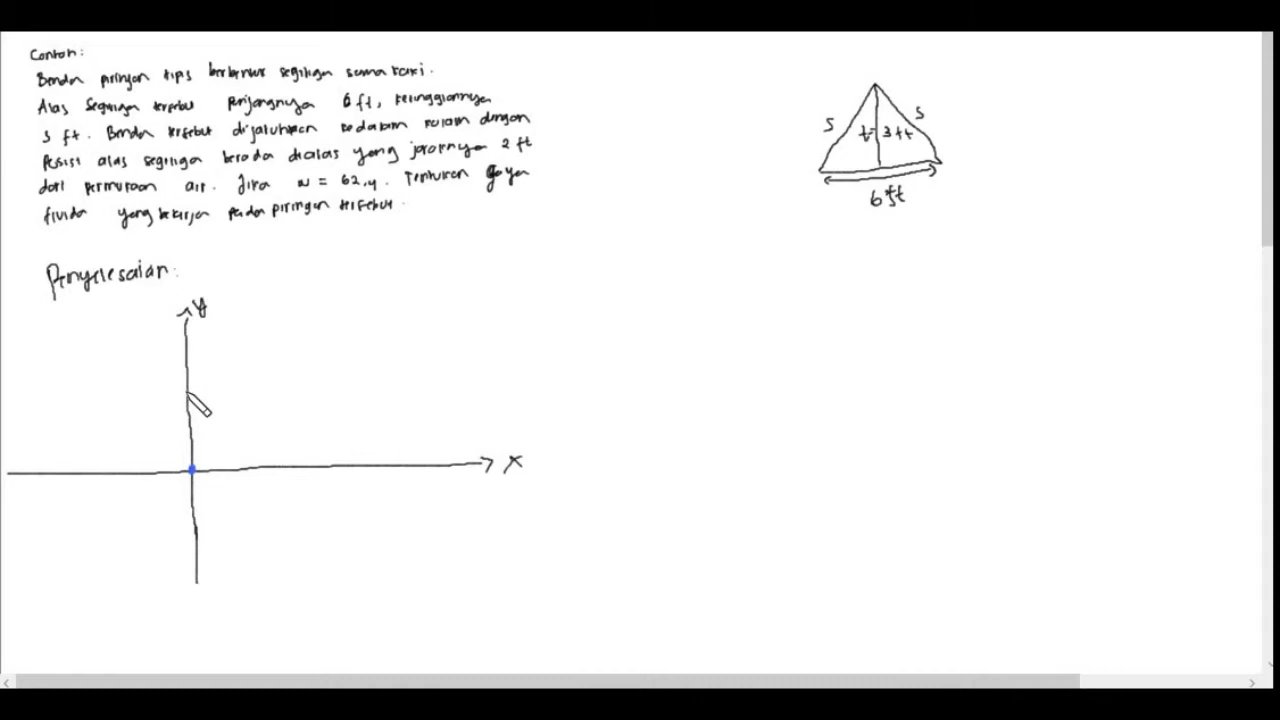 Contoh:
Benda piringan tipis berbentuk segitiga sama kaki.
Alas segitiga tersebut panjangnya 6 ft, ketinggiannya
3 ft. Benda tersebut dijatuhkan kedalam kolam dengan
posisi alas segitiga berada diatas yang jaraknya 2 ft
dari permukaan air. Jika w = 62,4. Tentukan gaya
fluida yang bekerja pada piringan tersebut.
S S
t= 3 ft
6 ft
Penyelesaian:
y
x